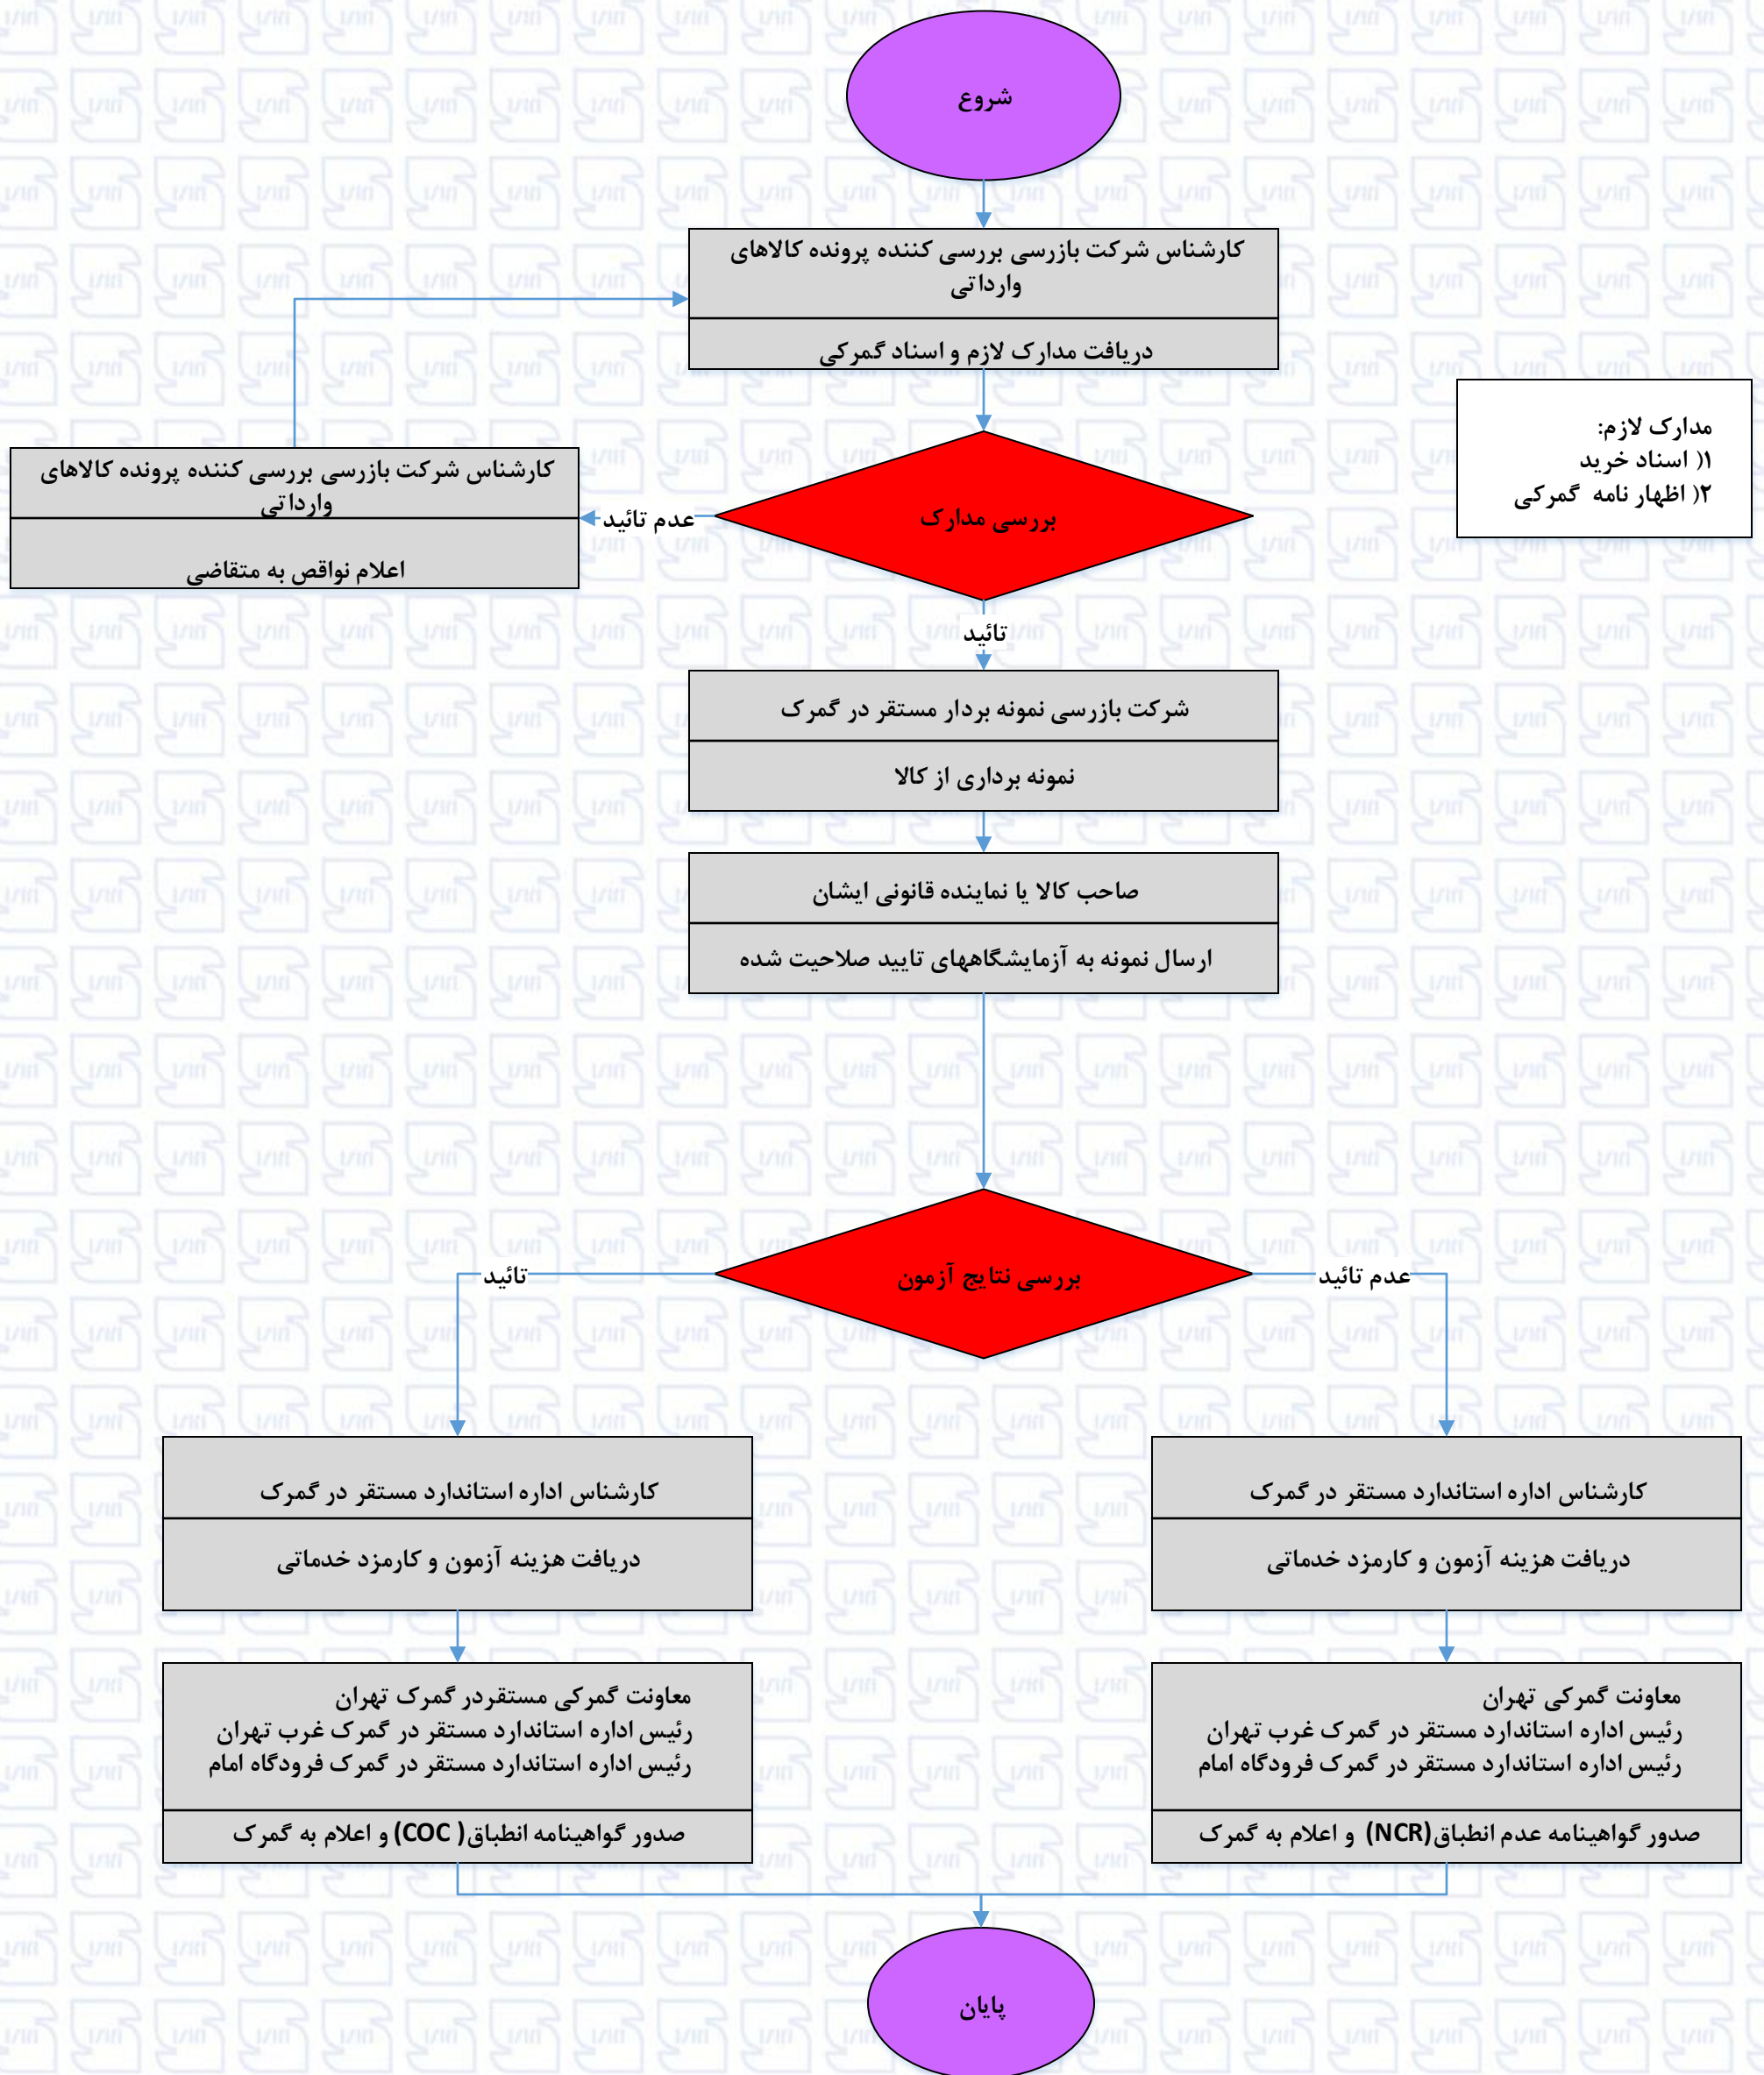 شروع
کارشناس شرکت بازرسی بررسی کننده پرونده کالاهای
وارداتی
دریافت مدارک لازم و اسناد گمرکی
مدارک لازم:
۱( اسناد خرید
۲( اظهار نامه گمرکی
بررسی مدارک
عدم تائید
کارشناس شرکت بازرسی بررسی کننده پرونده کالاهای
وارداتی
اعلام نواقص به متقاضی
تائید
شرکت بازرسی نمونه بردار مستقر در گمرک
نمونه برداری از کالا
صاحب کالا یا نماینده قانونی ایشان
ارسال نمونه به آزمایشگاههای تایید صلاحیت شده
بررسی نتایج آزمون
عدم تائید
تائید
کارشناس اداره استاندارد مستقر در گمرک
دریافت هزینه آزمون و کارمزد خدماتی
معاونت گمرکی تهران
رئیس اداره استاندارد مستقر در گمرک غرب تهران
رئیس اداره استاندارد مستقر در گمرک فرودگاه امام
صدور گواهینامه عدم انطباق(NCR) و اعلام به گمرک
کارشناس اداره استاندارد مستقر در گمرک
دریافت هزینه آزمون و کارمزد خدماتی
معاونت گمرکی مستقردر گمرک تهران
رئیس اداره استاندارد مستقر در گمرک غرب تهران
رئیس اداره استاندارد مستقر در گمرک فرودگاه امام
صدور گواهینامه انطباق( COC) و اعلام به گمرک
پایان